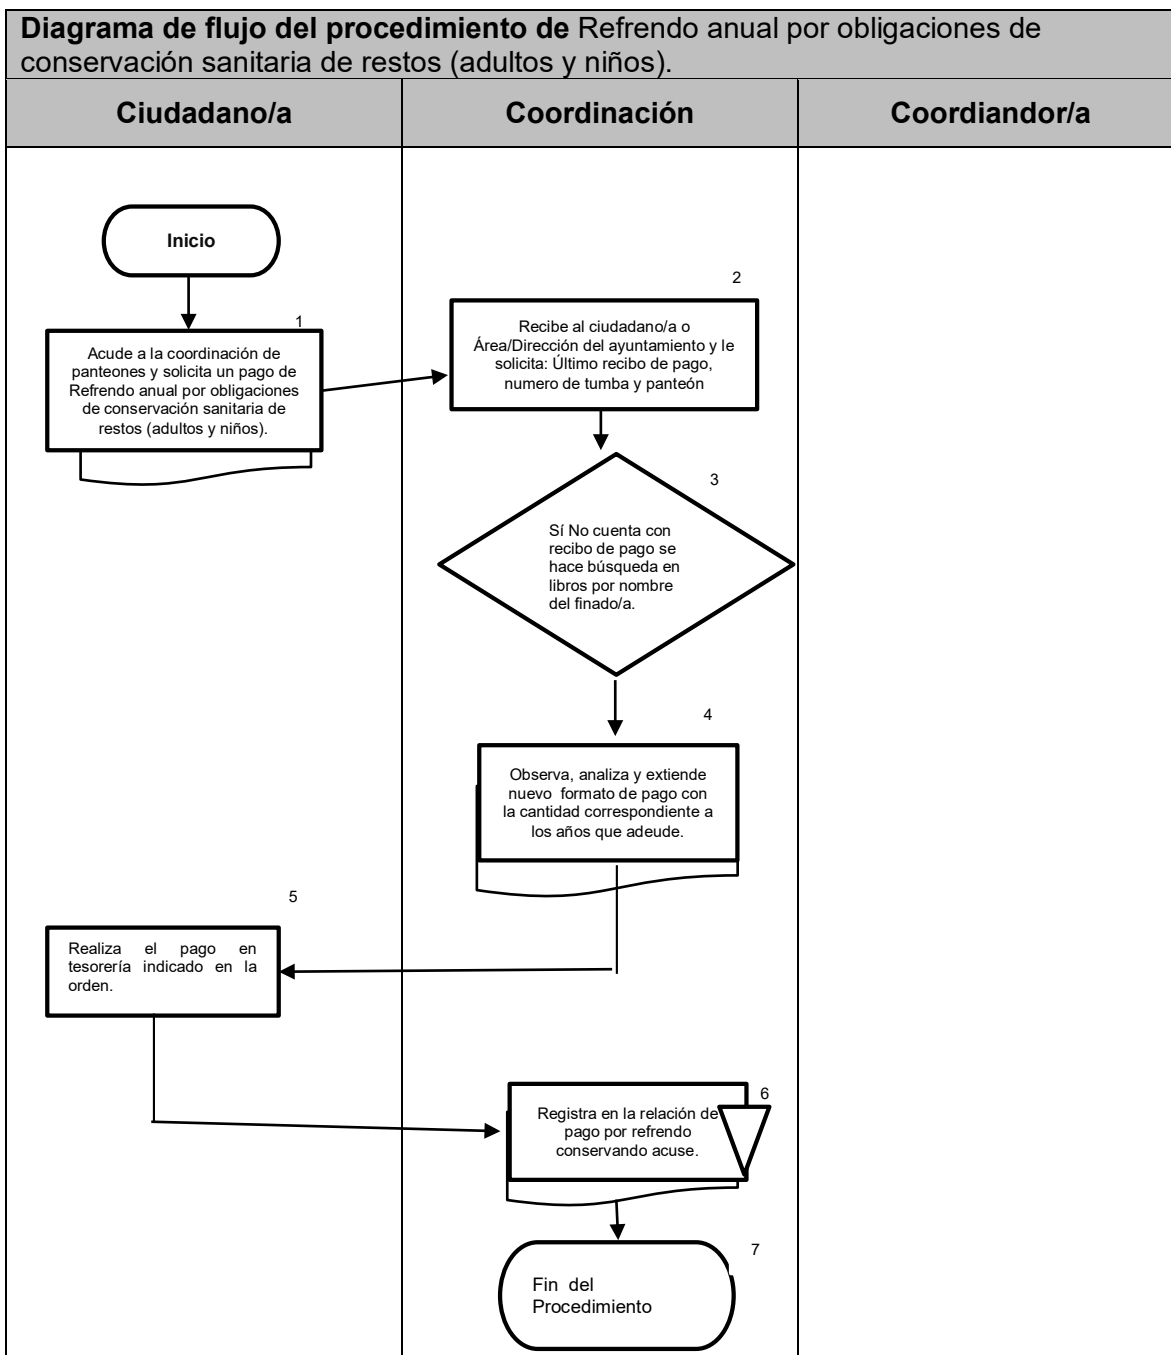 Diagrama de flujo del procedimiento de Refrendo anual por obligaciones de
conservación sanitaria de restos (adultos y niños).
Ciudadano/a
Coordinación
Coordiandor/a
Inicio
1
Acude a la coordinación de
panteones y solicita un pago de
Refrendo anual por obligaciones
de conservación sanitaria de
restos (adultos y niños).
2
Recibe al ciudadano/a o
Área/Dirección del ayuntamiento y le
solicita: Último recibo de pago,
numero de tumba y panteón
3
Sí No cuenta con
recibo de pago se
hace búsqueda en
libros por nombre
del finado/a.
4
Observa, analiza y extiende
nuevo formato de pago con
la cantidad correspondiente a
los años que adeude.
5
Realiza el pago en
tesorería indicado en la
orden.
6
Registra en la relación de
pago por refrendo
conservando acuse.
7
Fin del
Procedimiento